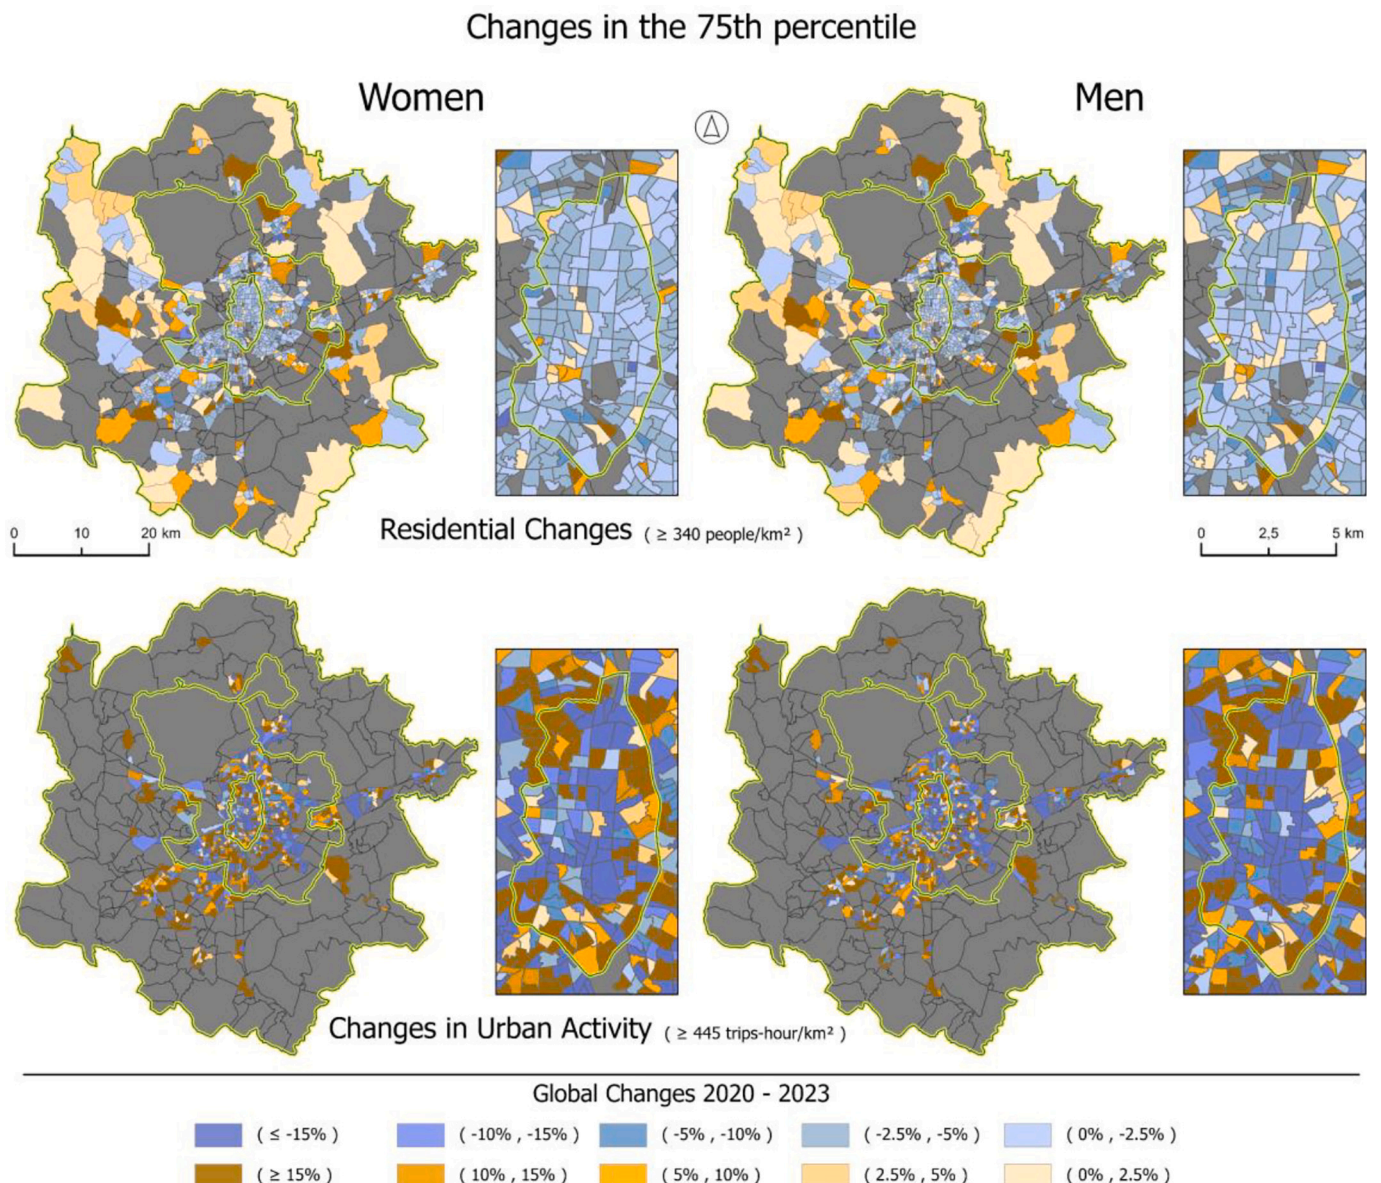 Changes in the 75th percentile
Women
Men
0 10 20 km
Residential Changes ( ≥ 340 people/km² )
0 2,5 5 km
Changes in Urban Activity ( ≥ 445 trips-hour/km² )
Global Changes 2020 - 2023
( ≤ -15% ) ( -10% , -15% ) ( -5% , -10% ) ( -2.5% , -5% ) ( 0% , -2.5% )
( ≥ 15% ) ( 10% , 15% ) ( 5% , 10% ) ( 2.5% , 5% ) ( 0% , 2.5% )